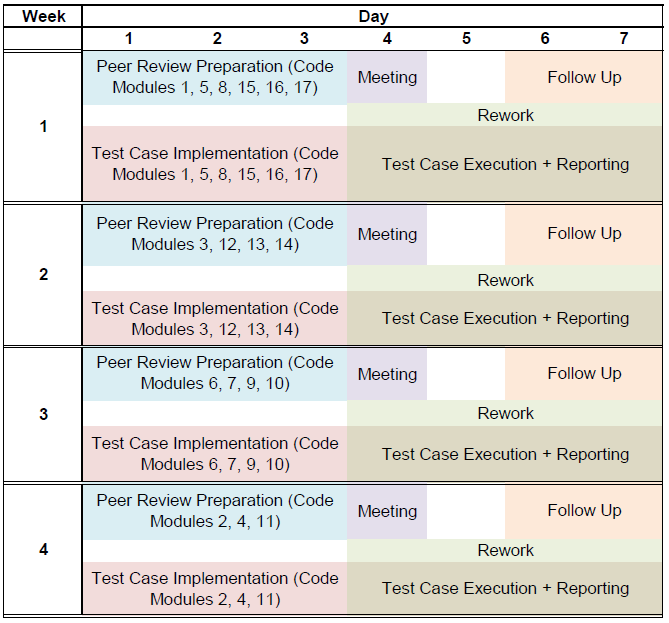 Week Day
1 2 3 4 5 6 7
1
Peer Review Preparation (Code
Modules 1, 5, 8, 15, 16, 17)
Meeting
Follow Up
Rework
Test Case Implementation (Code
Modules 1, 5, 8, 15, 16, 17)
Test Case Execution + Reporting
2
Peer Review Preparation (Code
Modules 3, 12, 13, 14)
Meeting
Follow Up
Rework
Test Case Implementation (Code
Modules 3, 12, 13, 14)
Test Case Execution + Reporting
3
Peer Review Preparation (Code
Modules 6, 7, 9, 10)
Meeting
Follow Up
Rework
Test Case Implementation (Code
Modules 6, 7, 9, 10)
Test Case Execution + Reporting
4
Peer Review Preparation (Code
Modules 2, 4, 11)
Meeting
Follow Up
Rework
Test Case Implementation (Code
Modules 2, 4, 11)
Test Case Execution + Reporting